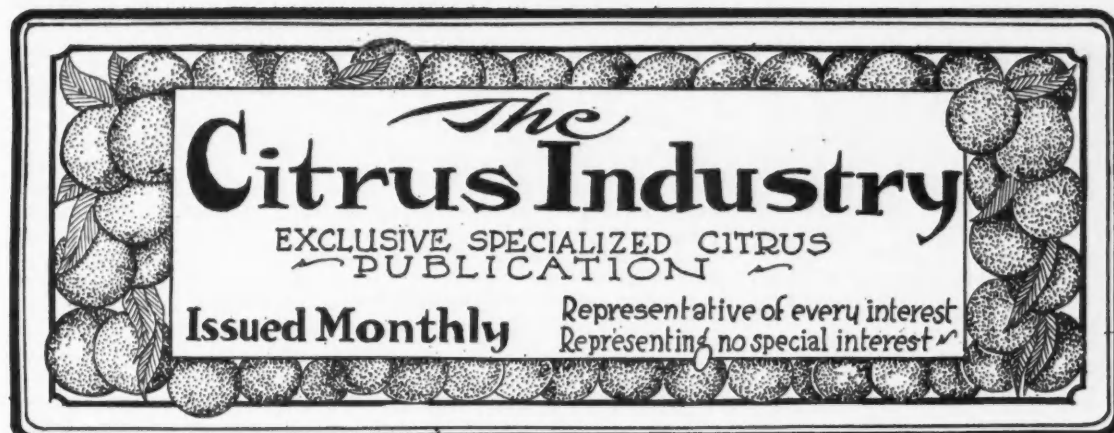 The
Citrus Industry
EXCLUSIVE SPECIALIZED CITRUS
PUBLICATION
Issued Monthly
Representative of every interest
Representing no special interest